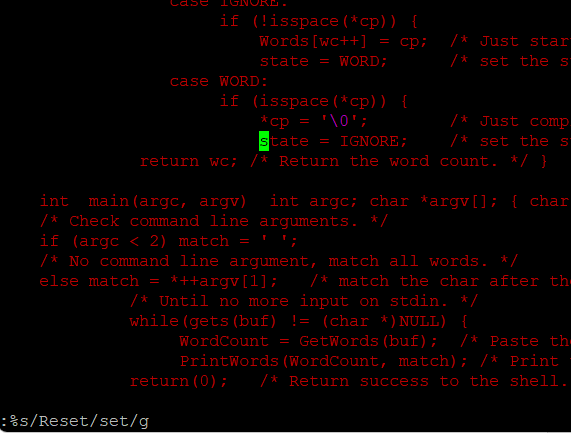 case IGNORE:
if (!isspace(*cp)) {
Words[wc++] = cp;  /* Just star
state = WORD;      /* set the s
case WORD:
if (isspace(*cp)) {
*cp = '\0';        /* Just comp
state = IGNORE;    /* set the s
return wc; /* Return the word count. */ }
int  main(argc, argv)  int argc; char *argv[]; { char
/* Check command line arguments. */
if (argc < 2) match = ' ';
/* No command line argument, match all words. */
else match = *++argv[1];   /* match the char after the
/* Until no more input on stdin. */
while(gets(buf) != (char *)NULL) {
WordCount = GetWords(buf);  /* Paste the
PrintWords(WordCount, match); /* Print
return(0);   /* Return success to the shell.
:%s/Reset/set/g